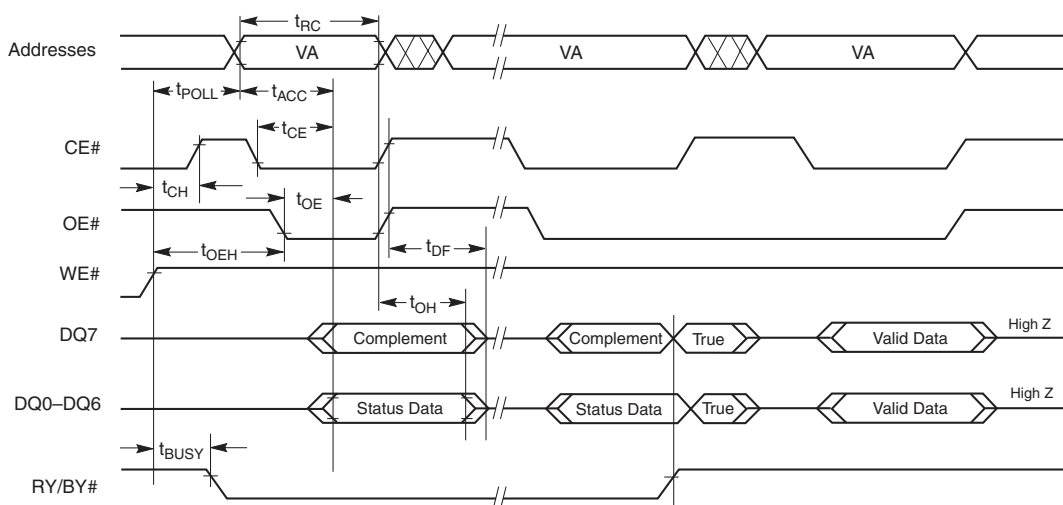 tRC
Addresses VA VA VA
tPOLL tACC
tCE
CE#
tCH tOE
OE#
tOEH tDF
WE#
tOH
DQ7 Complement Complement True Valid Data High Z
DQ0–DQ6 Status Data Status Data True Valid Data High Z
tBUSY
RY/BY#